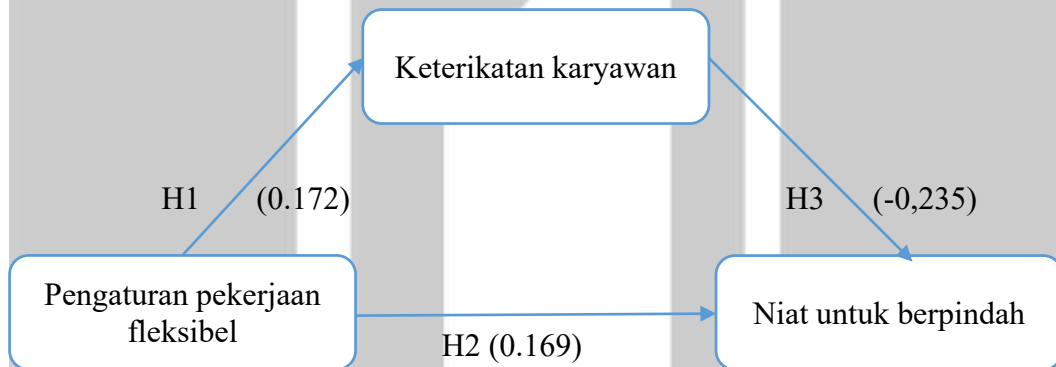 Keterikatan karyawan
H1 (0.172)
H3 (-0,235)
Pengaturan pekerjaan
fleksibel
Niat untuk berpindah
H2 (0.169)